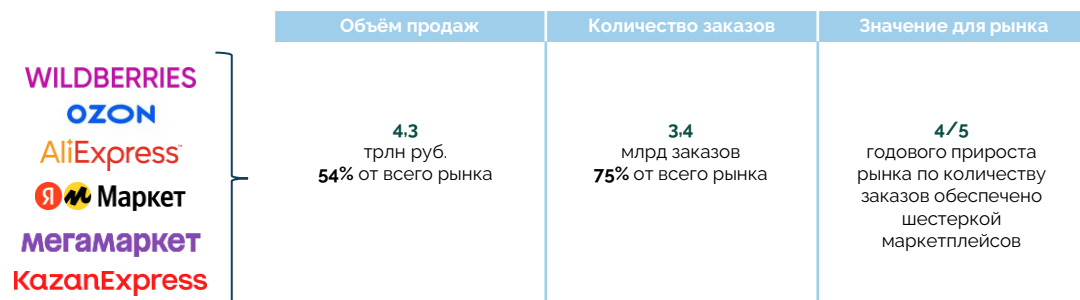 Объём продаж
Количество заказов
Значение для рынка
WILDBERRIES
OZON
AliExpress
Я Маркет
мегамаркет
KazanExpress
4,3
трлн руб.
54% от всего рынка
3,4
млрд заказов
75% от всего рынка
4/5
годового прироста
рынка по количеству
заказов обеспечено
шестеркой
маркетплейсов